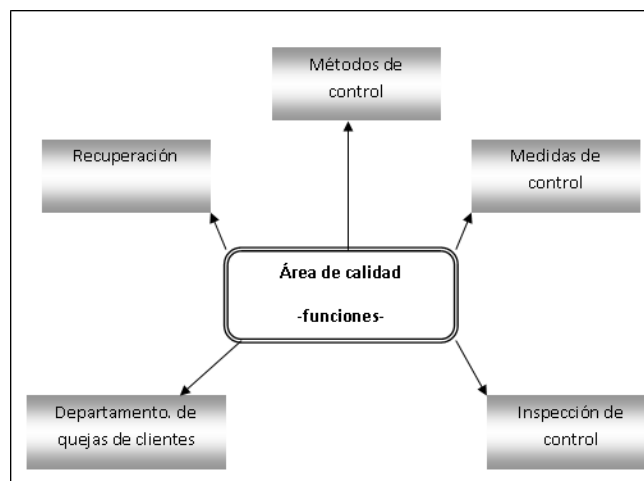 Métodos de
control
Recuperación
Medidas de
control
Área de calidad
-funciones-
Departamento. de
quejas de clientes
Inspección de
control